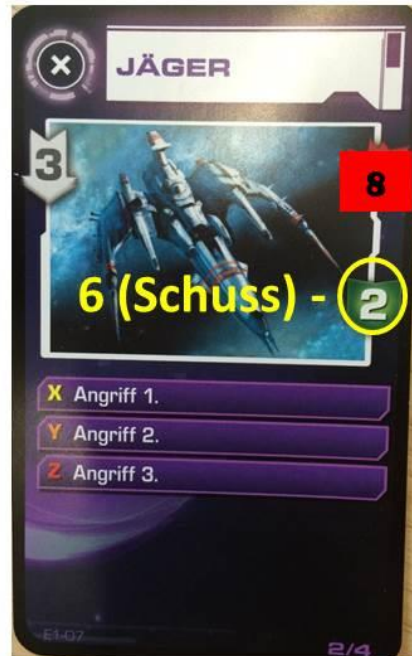 X JÄGER
3
8
6 (Schuss) - 2
X Angriff 1.
Y Angriff 2.
Z Angriff 3.
E1-07
2/4